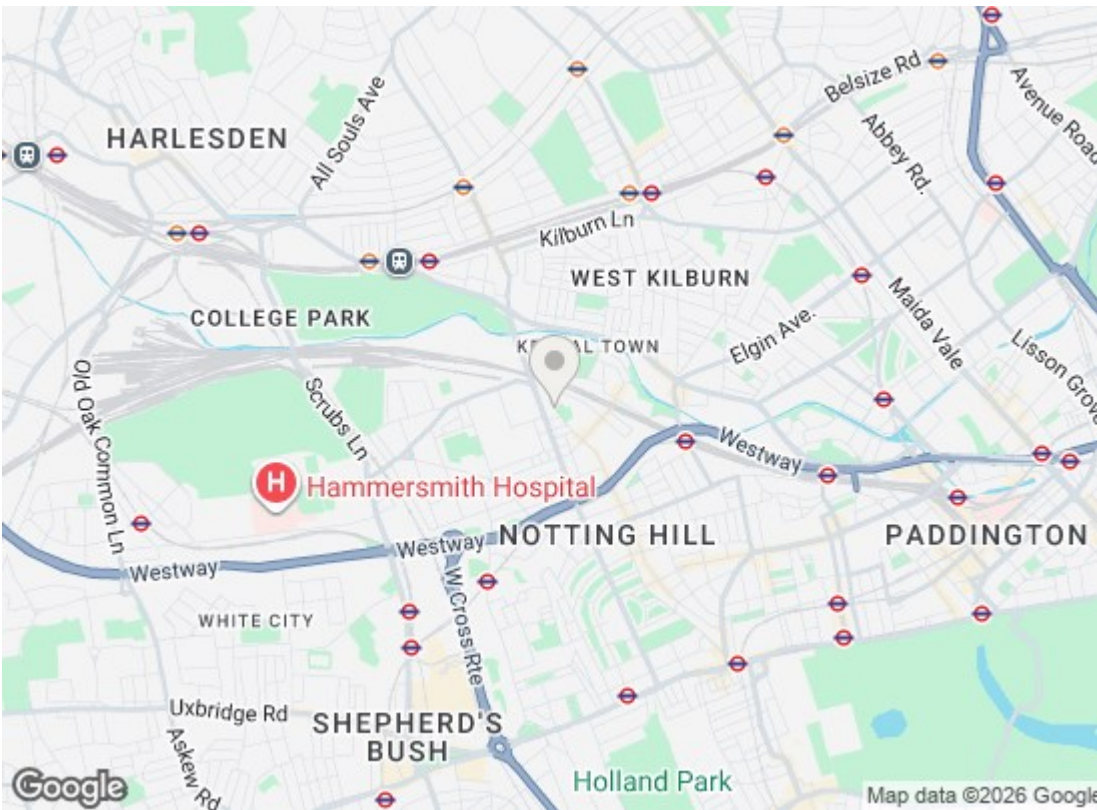 Belsize Rd
Avenue Road
HARLESDEN
All Souls Ave
Abbey Rd.
Kilburn Ln
WEST KILBURN
Maida Vale
COLLEGE PARK
Elgin Ave.
Lisson Grove
TOWN
Old Oak Common Ln
Scrubs Ln
Westway
H
Hammersmith Hospital
NOTTING HILL
PADDINGTON
Westway
Westway
W Cross Rte
WHITE CITY
Uxbridge Rd
SHEPHERD'S
BUSH
Askew Rd
Holland Park
Google
Map data ©2026 Google